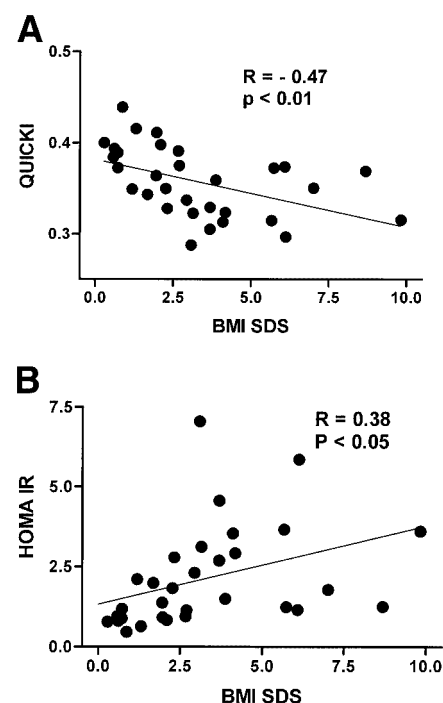 A
0.5
R = - 0.47
p < 0.01
0.4
QUICKI
0.3
0.0 2.5 5.0 7.5 10.0
BMI SDS
B
7.5
R = 0.38
P < 0.05
5.0
HOMA IR
2.5
0.0
0.0 2.5 5.0 7.5 10.0
BMI SDS